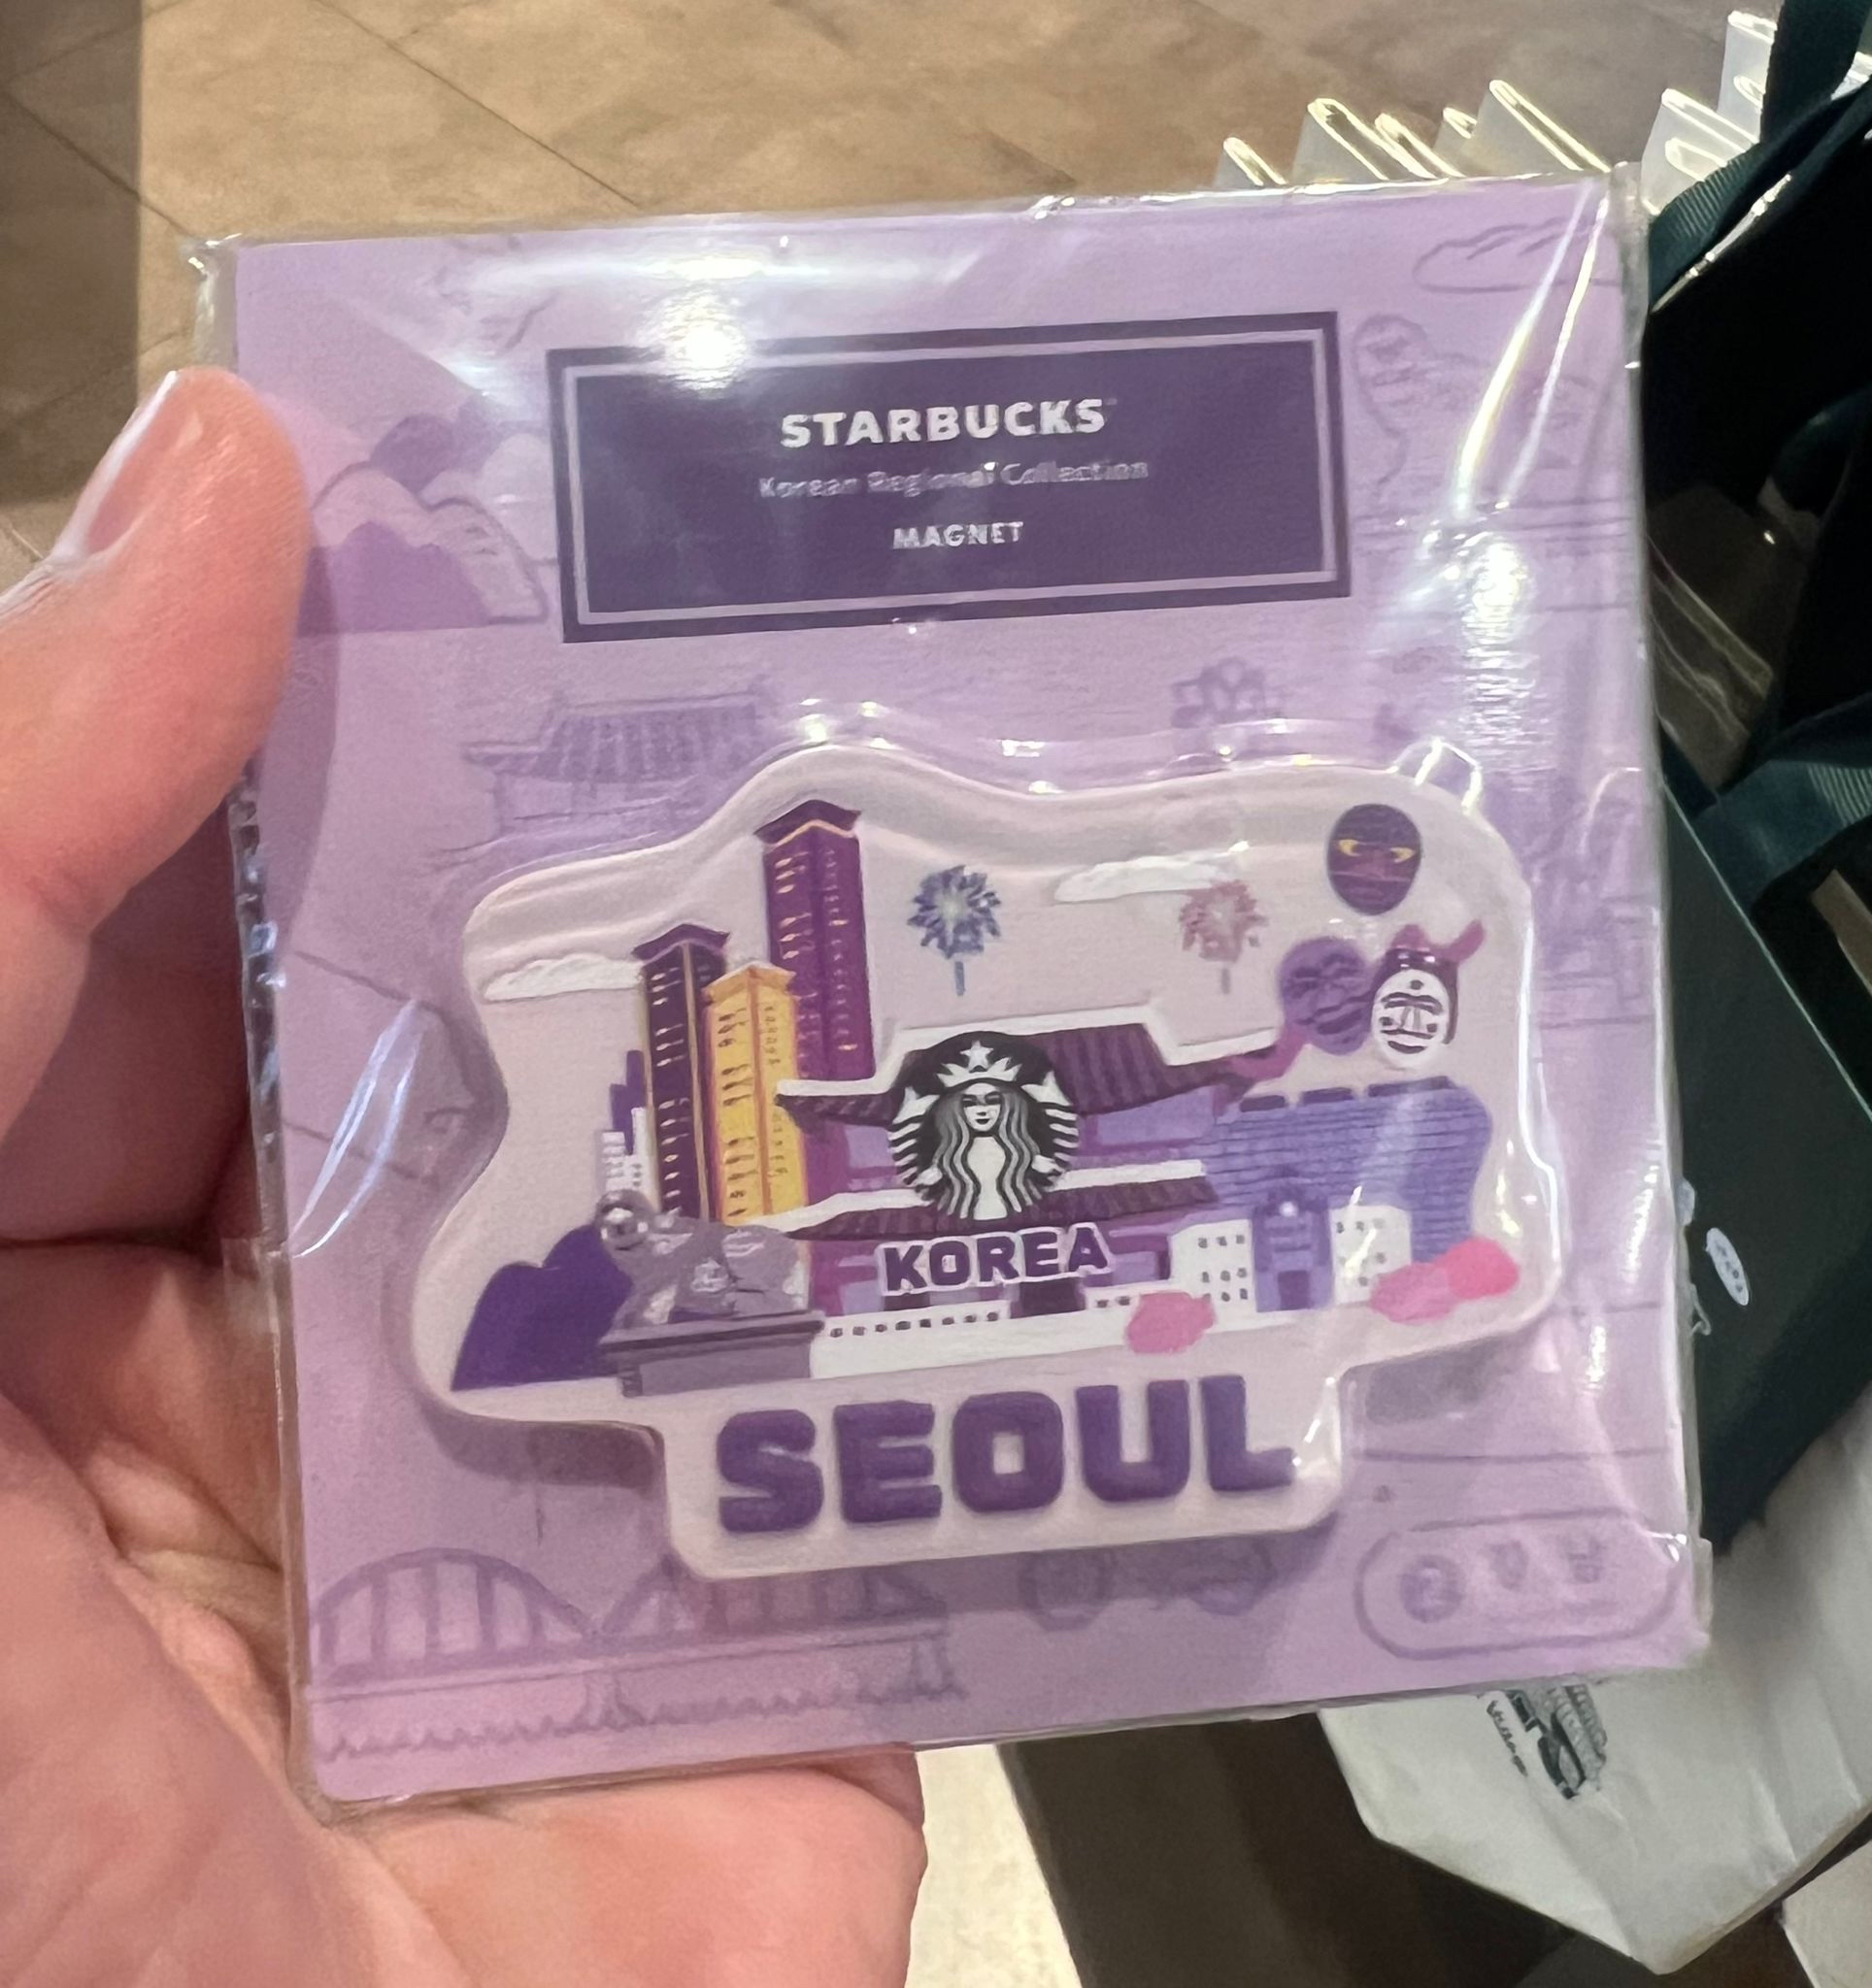 STARBUCKS
Korean Regional Collection
MAGNET
KOREA
SEOUL